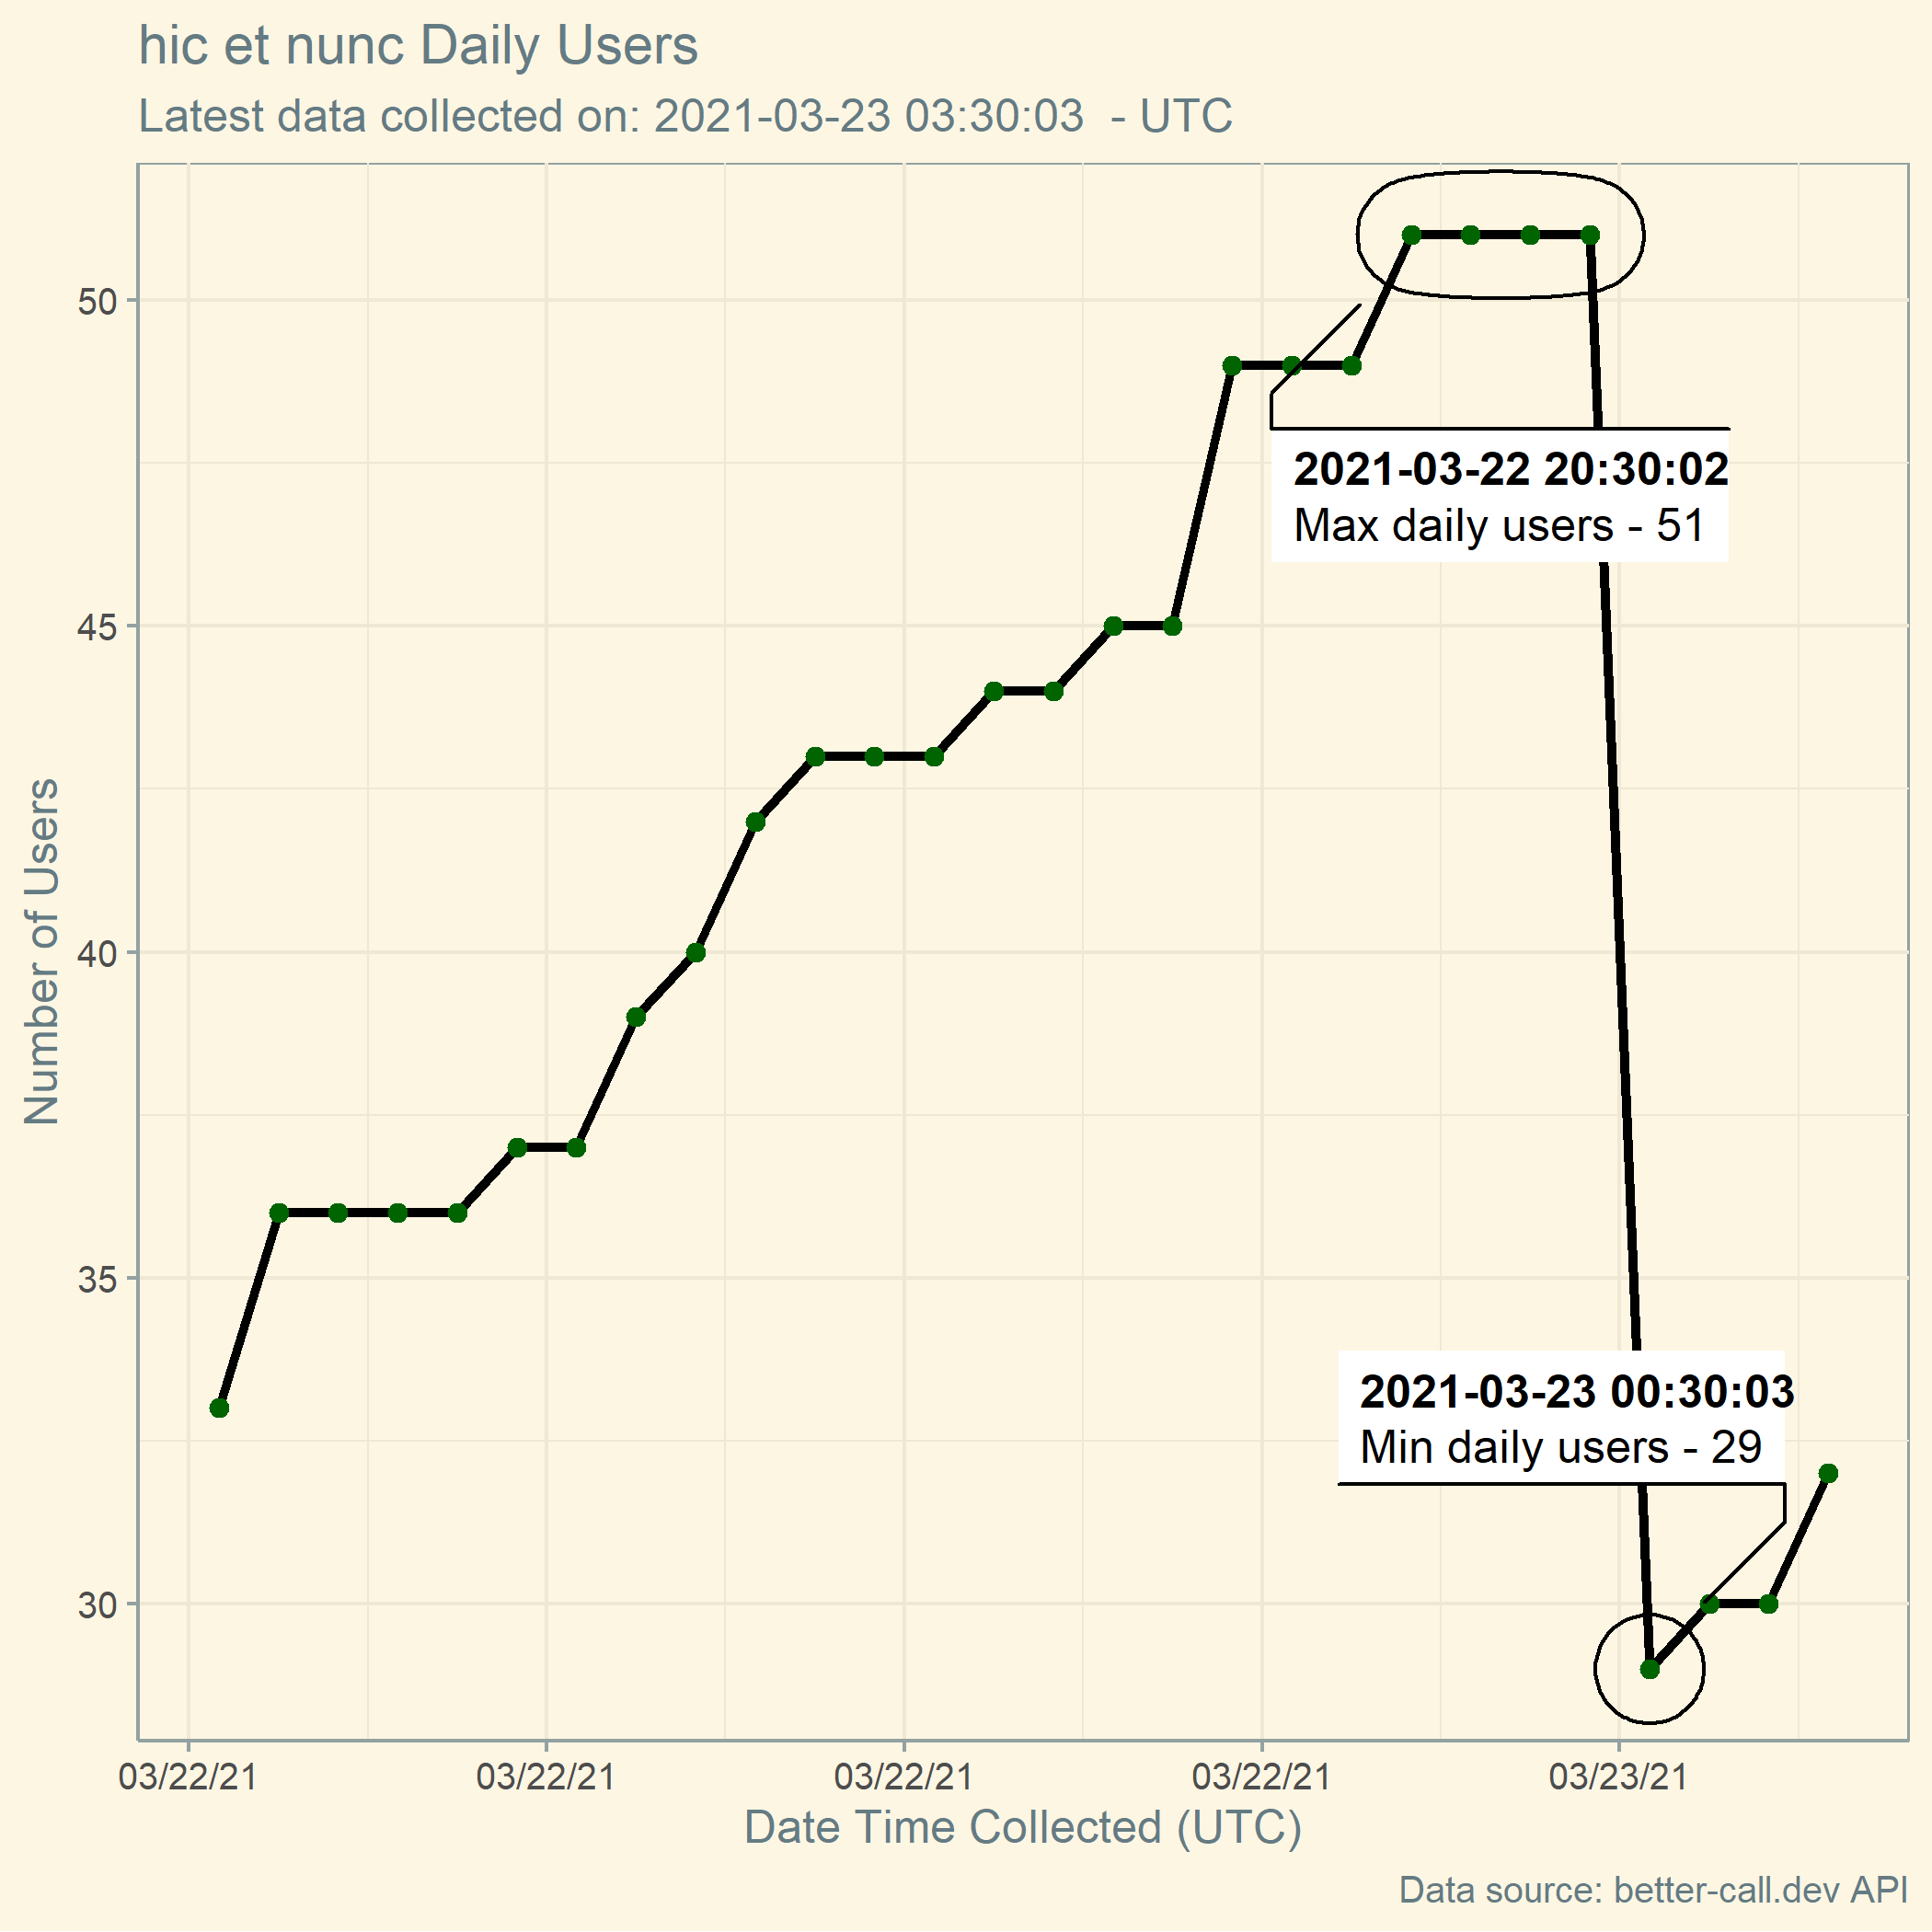 hic et nunc Daily Users
Latest data collected on: 2021-03-23 03:30:03  - UTC
Number of Users
50
45
40
35
30
2021-03-22 20:30:02
Max daily users - 51
2021-03-23 00:30:03
Min daily users - 29
03/22/21
03/22/21
03/22/21
03/22/21
03/23/21
Date Time Collected (UTC)
Data source: better-call.dev API